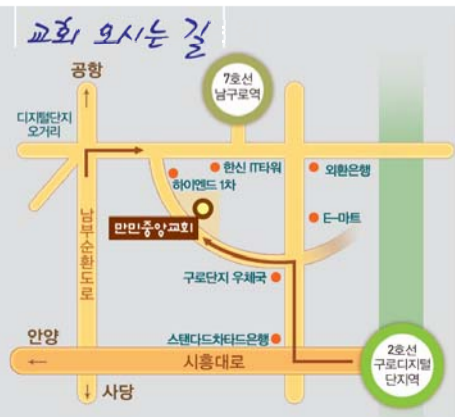 교회 오시는 길
공항
7호선
남구로역
디지털단지
오거리
한신 IT타워
외환은행
하이엔드 1차
E-마트
만민중앙교회
남부순환도로
구로단지 우체국
스탠다드차타드은행
안양
시흥대로
2호선
구로디지털
단지역
사당